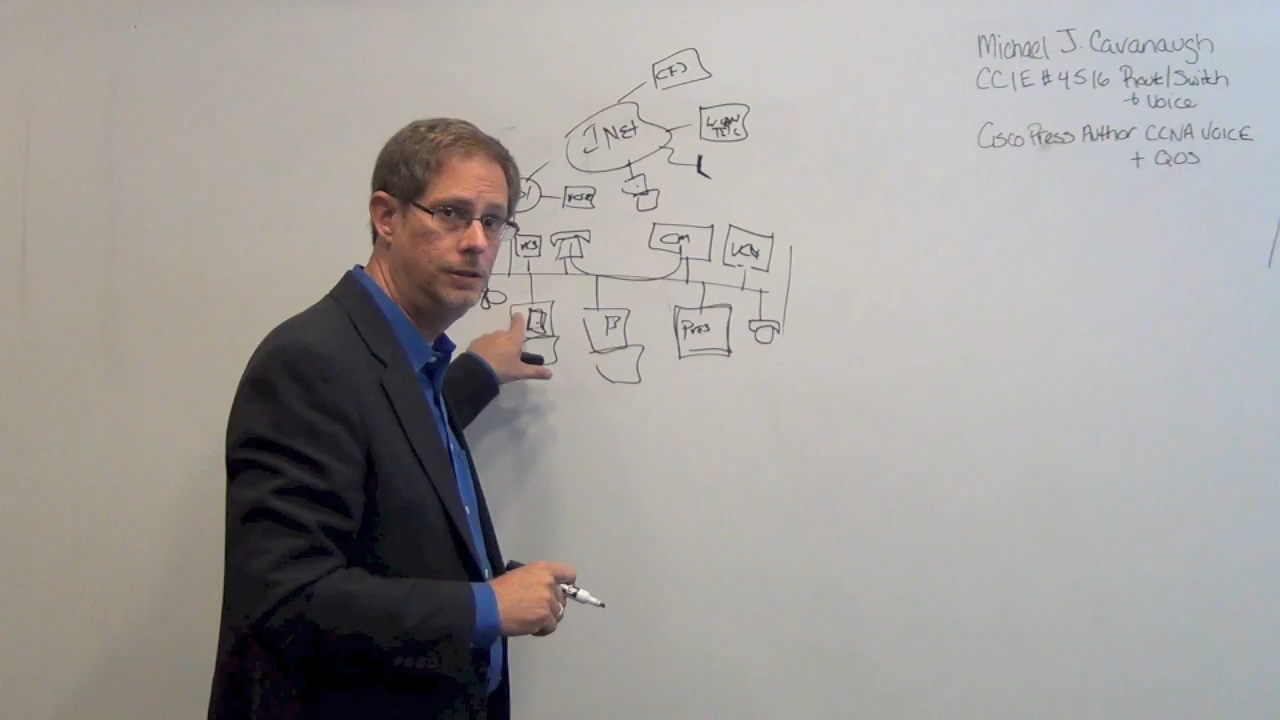 Michael J. Cavanaugh
CCIE #4516 Route/Switch
+ Voice
Cisco Press Author CCNA VOICE
+ QOS
INet
CM
UCN
P
Pres